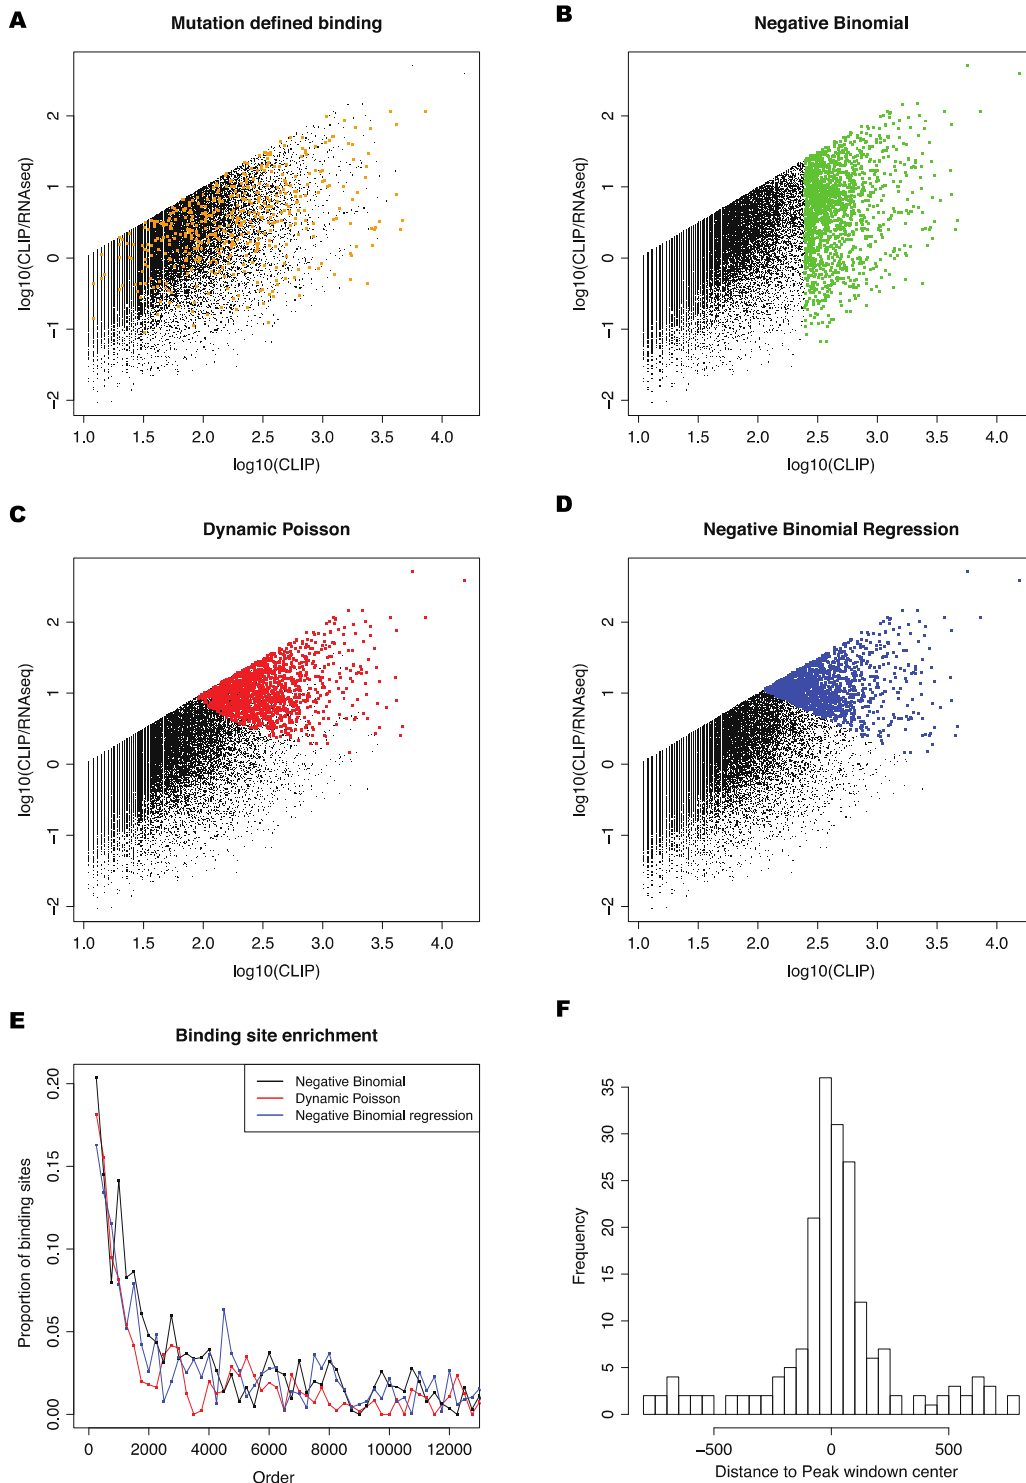 A
Mutation defined binding
log10(CLIP/RNAseq)
2
1
0
−1
−2
1.0 1.5 2.0 2.5 3.0 3.5 4.0
log10(CLIP)
B
Negative Binomial
log10(CLIP/RNAseq)
2
1
0
−1
−2
1.0 1.5 2.0 2.5 3.0 3.5 4.0
log10(CLIP)
C
Dynamic Poisson
log10(CLIP/RNAseq)
2
1
0
−1
−2
1.0 1.5 2.0 2.5 3.0 3.5 4.0
log10(CLIP)
D
Negative Binomial Regression
log10(CLIP/RNAseq)
2
1
0
−1
−2
1.0 1.5 2.0 2.5 3.0 3.5 4.0
log10(CLIP)
E
Binding site enrichment
Negative Binomial
Dynamic Poisson
Negative Binomial regression
Proportion of binding sites
0.20
0.15
0.10
0.05
0.00
0 2000 4000 6000 8000 10000 12000
Order
F
Frequency
35
30
25
20
15
10
5
0
−500 0 500
Distance to Peak windown center